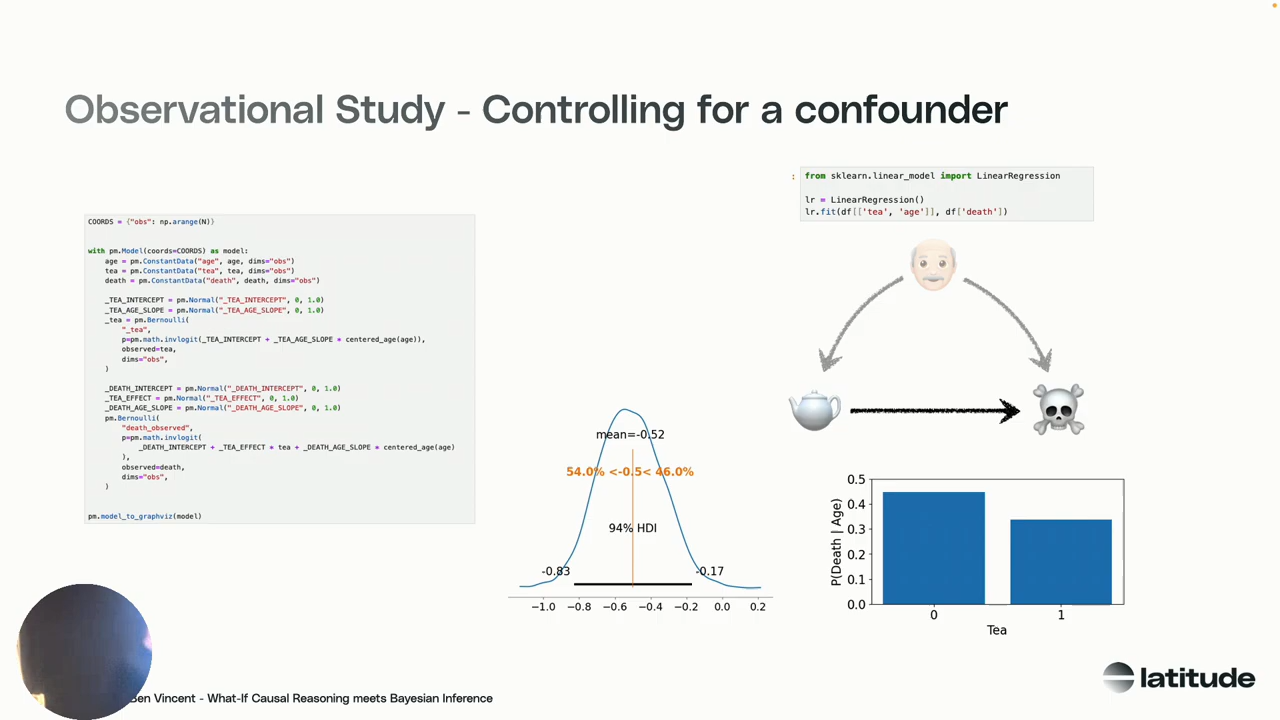 Observational Study - Controlling for a confounder
COORDS = {"obs": np.arange(N)}
with pm.Model(coords=COORDS) as model:
    age = pm.ConstantData("age", age, dims="obs")
    tea = pm.ConstantData("tea", tea, dims="obs")
    death = pm.ConstantData("death", death, dims="obs")
    _TEA_INTERCEPT = pm.Normal("_TEA_INTERCEPT", 0, 1.0)
    _TEA_AGE_SLOPE = pm.Normal("_TEA_AGE_SLOPE", 0, 1.0)
    _tea = pm.Bernoulli(
        "_tea",
        p=pm.math.invlogit(_TEA_INTERCEPT + _TEA_AGE_SLOPE * centered_age(age)),
        observed=tea,
        dims="obs",
    )
    _DEATH_INTERCEPT = pm.Normal("_DEATH_INTERCEPT", 0, 1.0)
    _TEA_EFFECT = pm.Normal("_TEA_EFFECT", 0, 1.0)
    _DEATH_AGE_SLOPE = pm.Normal("_DEATH_AGE_SLOPE", 0, 1.0)
    pm.Bernoulli(
        "death_observed",
        p=pm.math.invlogit(
            _DEATH_INTERCEPT + _TEA_EFFECT * tea + _DEATH_AGE_SLOPE * centered_age(age)
        ),
        observed=death,
        dims="obs",
    )
pm.model_to_graphviz(model)
:
from sklearn.linear_model import LinearRegression
lr = LinearRegression()
lr.fit(df[['tea', 'age']], df['death'])
mean=-0.52
54.0% <-0.5< 46.0%
94% HDI
-0.83 -0.17
−1.0 −0.8 −0.6 −0.4 −0.2 0.0 0.2
P(Death | Age)
0.5
0.4
0.3
0.2
0.1
0.0
0 1
Tea
Ben Vincent - What-If Causal Reasoning meets Bayesian Inference
latitude